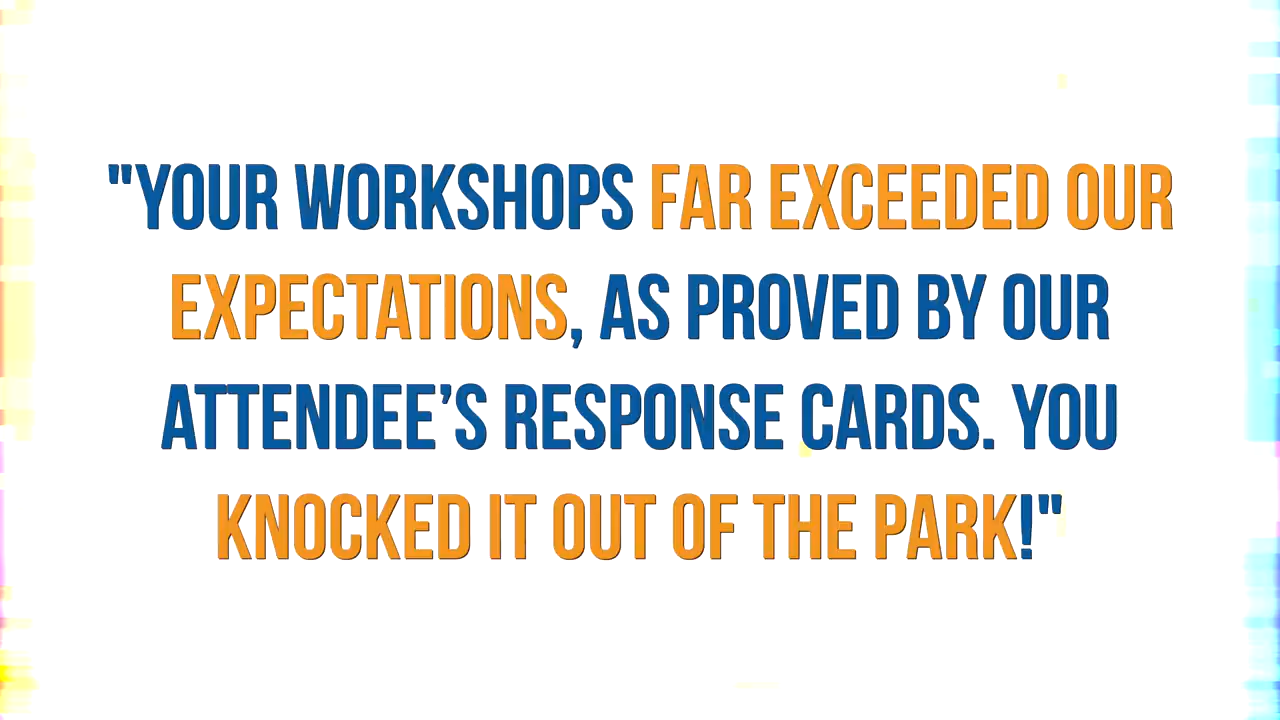 "YOUR WORKSHOPS FAR EXCEEDED OUR
EXPECTATIONS, AS PROVED BY OUR
ATTENDEE’S RESPONSE CARDS. YOU
KNOCKED IT OUT OF THE PARK!"